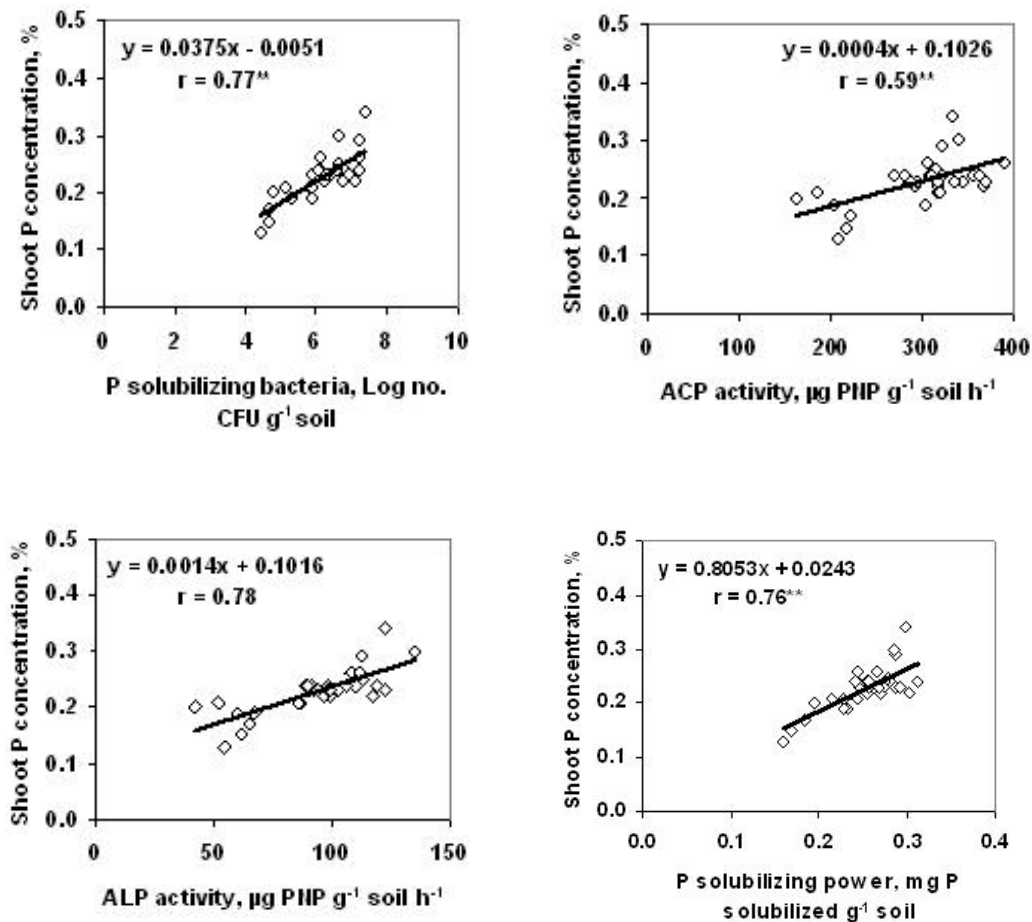 Shoot P concentration, %
0.5
0.4
0.3
0.2
0.1
0.0
y = 0.0375x - 0.0051
r = 0.77**
0 2 4 6 8 10
P solubilizing bacteria, Log no.
CFU g-1 soil
Shoot P concentration, %
0.5
0.4
0.3
0.2
0.1
0.0
y = 0.0004x + 0.1026
r = 0.59**
0 100 200 300 400
ACP activity, µg PNP g-1 soil h-1
Shoot P concentration, %
0.5
0.4
0.3
0.2
0.1
0.0
y = 0.0014x + 0.1016
r = 0.78
0 50 100 150
ALP activity, µg PNP g-1 soil h-1
Shoot P concentration, %
0.5
0.4
0.3
0.2
0.1
0.0
y = 0.8053x + 0.0243
r = 0.76**
0.0 0.1 0.2 0.3 0.4
P solubilizing power, mg P
solubilized g-1 soil